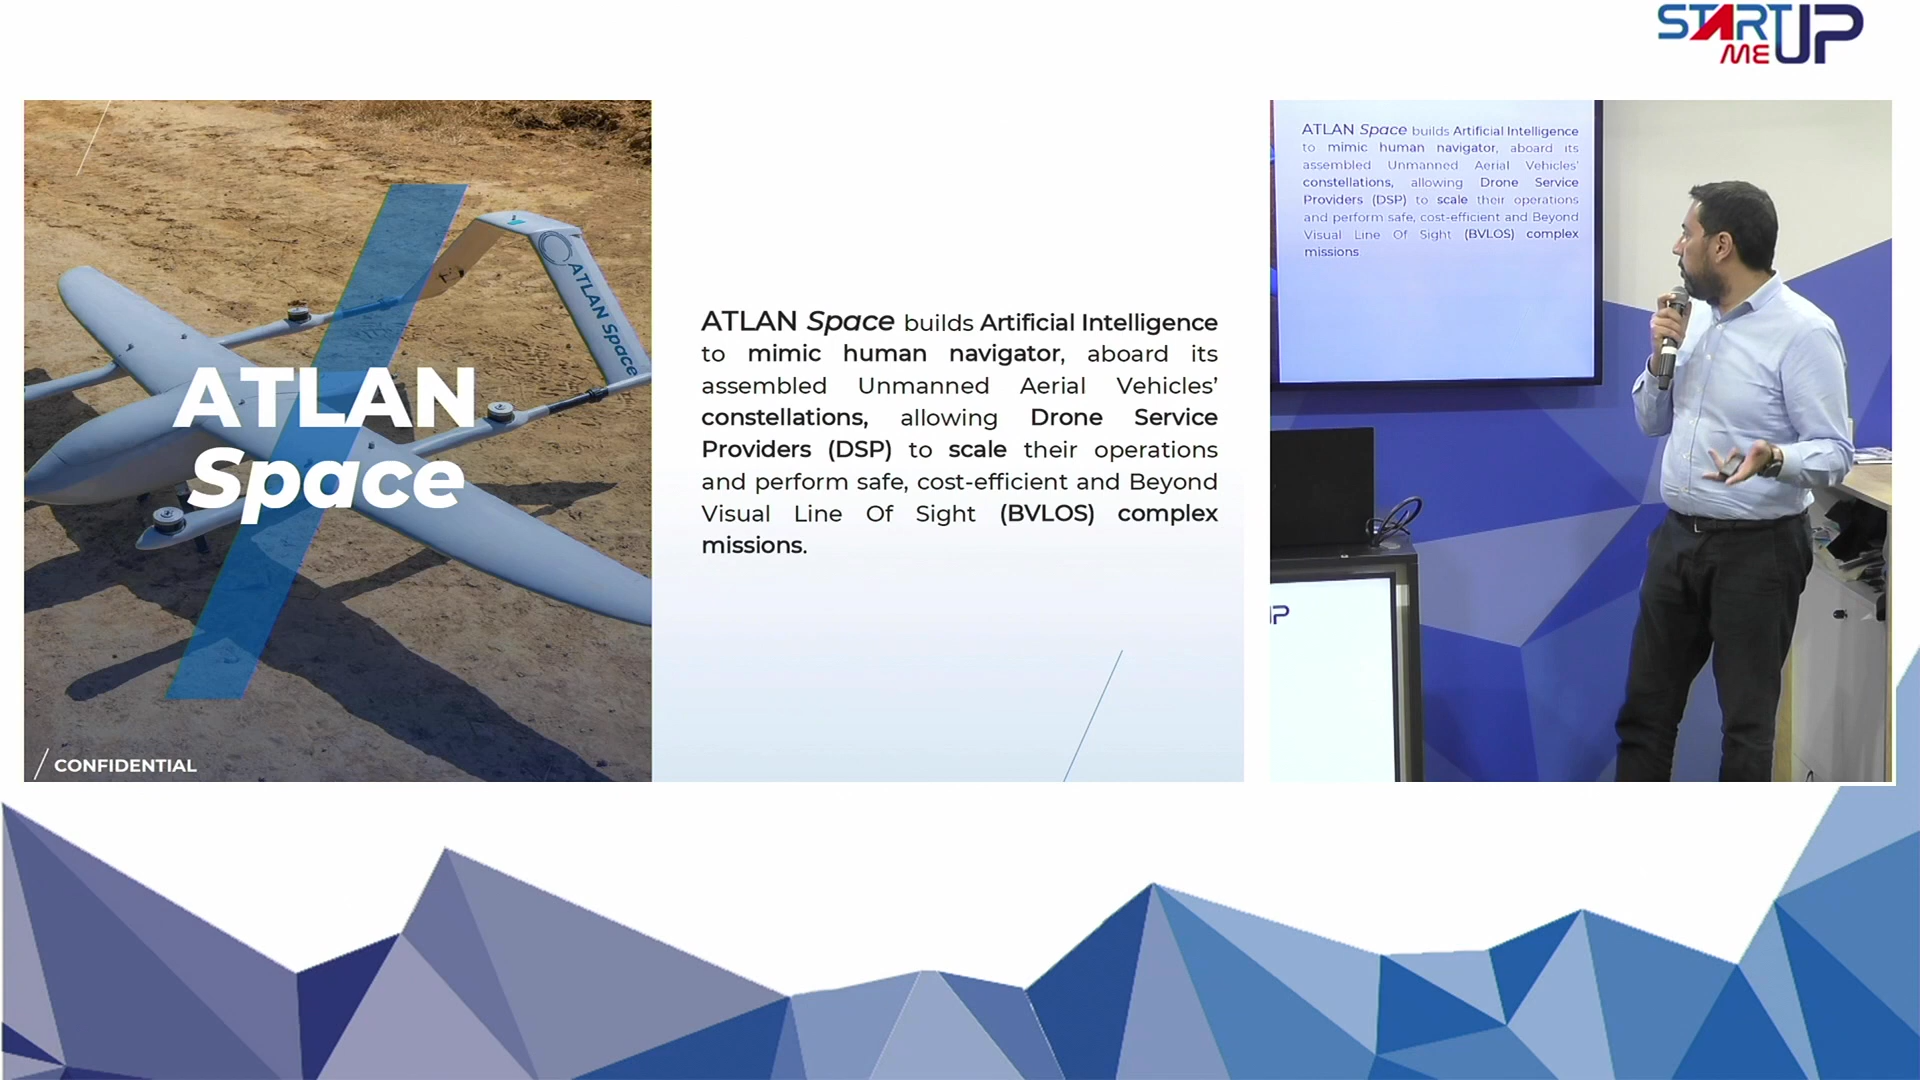 START
ME UP
ATLAN Space
ATLAN
Space
CONFIDENTIAL
ATLAN Space builds Artificial Intelligence
to mimic human navigator, aboard its
assembled Unmanned Aerial Vehicles’
constellations, allowing Drone Service
Providers (DSP) to scale their operations
and perform safe, cost-efficient and Beyond
Visual Line Of Sight (BVLOS) complex
missions.
ATLAN Space builds Artificial Intelligence
to mimic human navigator, aboard its
assembled Unmanned Aerial Vehicles’
constellations, allowing Drone Service
Providers (DSP) to scale their operations
and perform safe, cost-efficient and Beyond
Visual Line Of Sight (BVLOS) complex
missions
UP